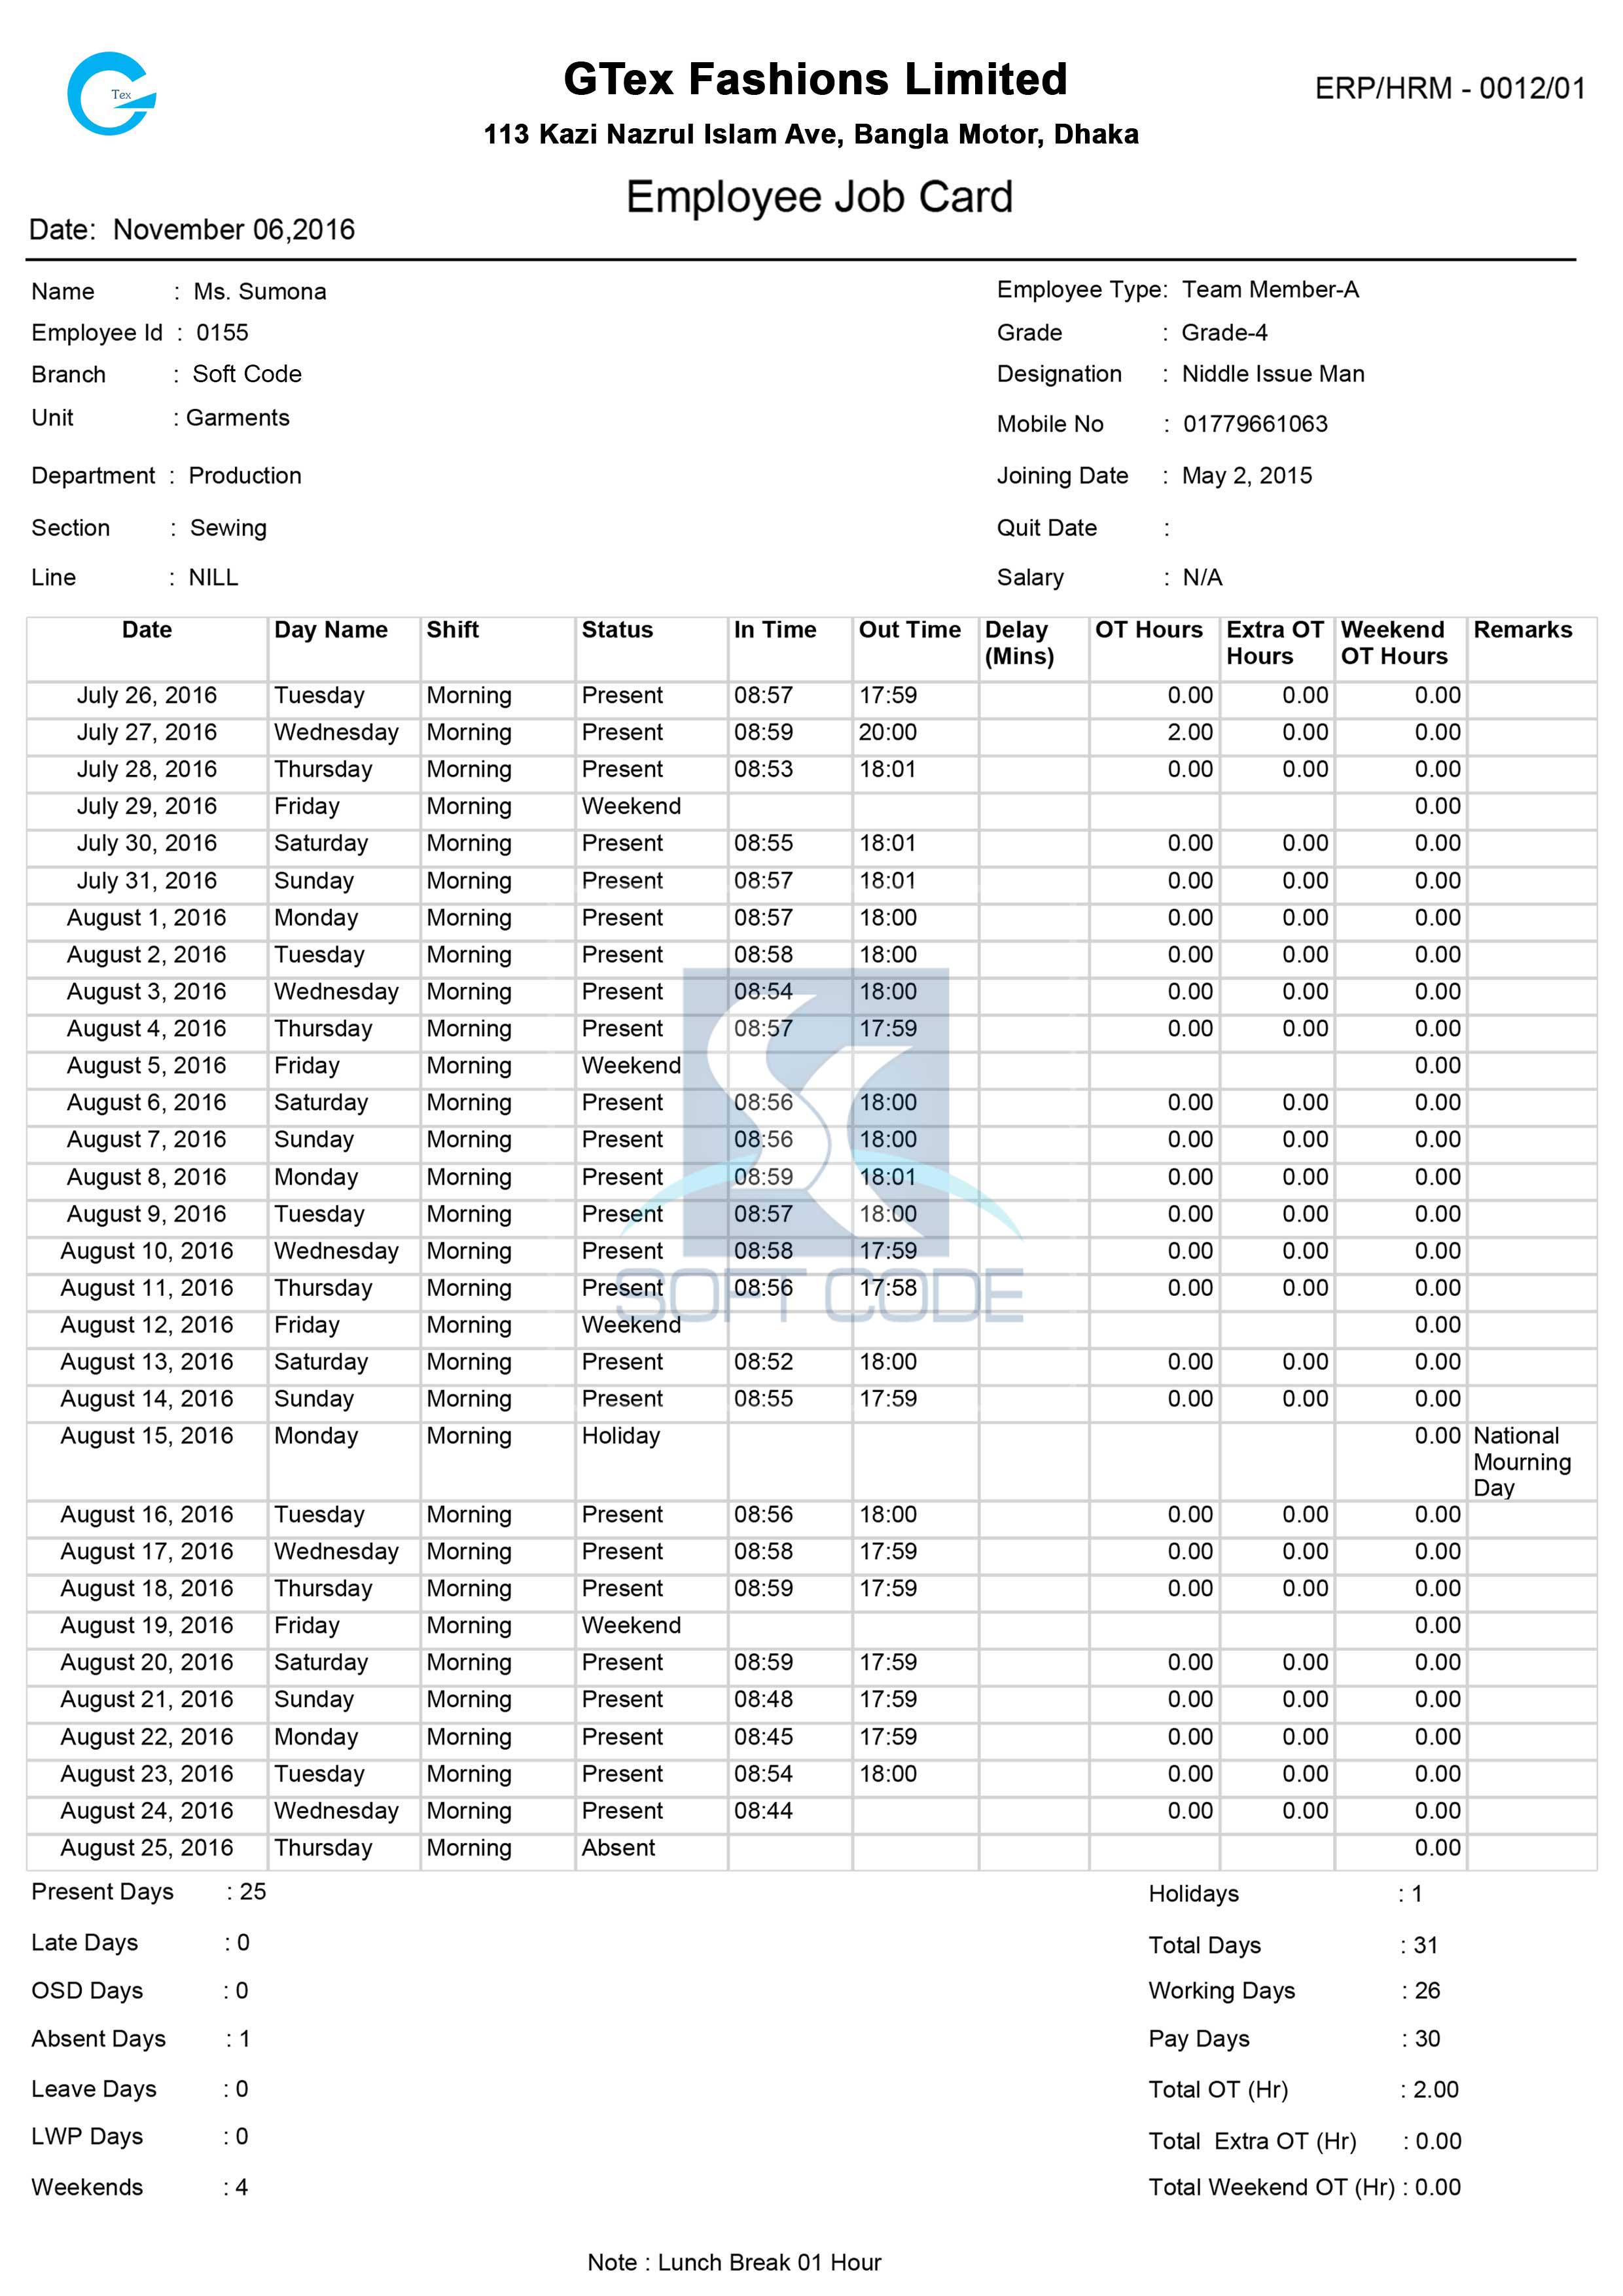 Tex
GTex Fashions Limited
ERP/HRM - 0012/01
113 Kazi Nazrul Islam Ave, Bangla Motor, Dhaka
Employee Job Card
Date: November 06,2016
Name : Ms. Sumona
Employee Type: Team Member-A
Employee Id : 0155
Grade : Grade-4
Branch : Soft Code
Designation : Niddle Issue Man
Unit : Garments
Mobile No : 01779661063
Department : Production
Joining Date : May 2, 2015
Section : Sewing
Quit Date :
Line : NILL
Salary : N/A
Date Day Name Shift Status In Time Out Time Delay (Mins) OT Hours Extra OT Hours Weekend OT Hours Remarks
July 26, 2016 Tuesday Morning Present 08:57 17:59 0.00 0.00 0.00
July 27, 2016 Wednesday Morning Present 08:59 20:00 2.00 0.00 0.00
July 28, 2016 Thursday Morning Present 08:53 18:01 0.00 0.00 0.00
July 29, 2016 Friday Morning Weekend 0.00
July 30, 2016 Saturday Morning Present 08:55 18:01 0.00 0.00 0.00
July 31, 2016 Sunday Morning Present 08:57 18:01 0.00 0.00 0.00
August 1, 2016 Monday Morning Present 08:57 18:00 0.00 0.00 0.00
August 2, 2016 Tuesday Morning Present 08:58 18:00 0.00 0.00 0.00
August 3, 2016 Wednesday Morning Present 08:54 18:00 0.00 0.00 0.00
August 4, 2016 Thursday Morning Present 08:57 17:59 0.00 0.00 0.00
August 5, 2016 Friday Morning Weekend 0.00
August 6, 2016 Saturday Morning Present 08:56 18:00 0.00 0.00 0.00
August 7, 2016 Sunday Morning Present 08:56 18:00 0.00 0.00 0.00
August 8, 2016 Monday Morning Present 08:59 18:01 0.00 0.00 0.00
August 9, 2016 Tuesday Morning Present 08:57 18:00 0.00 0.00 0.00
August 10, 2016 Wednesday Morning Present 08:58 17:59 0.00 0.00 0.00
August 11, 2016 Thursday Morning Present 08:56 17:58 0.00 0.00 0.00
SOFT CODE
August 12, 2016 Friday Morning Weekend 0.00
August 13, 2016 Saturday Morning Present 08:52 18:00 0.00 0.00 0.00
August 14, 2016 Sunday Morning Present 08:55 17:59 0.00 0.00 0.00
August 15, 2016 Monday Morning Holiday 0.00 National Mourning Day
August 16, 2016 Tuesday Morning Present 08:56 18:00 0.00 0.00 0.00
August 17, 2016 Wednesday Morning Present 08:58 17:59 0.00 0.00 0.00
August 18, 2016 Thursday Morning Present 08:59 17:59 0.00 0.00 0.00
August 19, 2016 Friday Morning Weekend 0.00
August 20, 2016 Saturday Morning Present 08:59 17:59 0.00 0.00 0.00
August 21, 2016 Sunday Morning Present 08:48 17:59 0.00 0.00 0.00
August 22, 2016 Monday Morning Present 08:45 17:59 0.00 0.00 0.00
August 23, 2016 Tuesday Morning Present 08:54 18:00 0.00 0.00 0.00
August 24, 2016 Wednesday Morning Present 08:44 0.00 0.00 0.00
August 25, 2016 Thursday Morning Absent 0.00
Present Days : 25
Holidays : 1
Late Days : 0
Total Days : 31
OSD Days : 0
Working Days : 26
Absent Days : 1
Pay Days : 30
Leave Days : 0
Total OT (Hr) : 2.00
LWP Days : 0
Total Extra OT (Hr) : 0.00
Weekends : 4
Total Weekend OT (Hr) : 0.00
Note : Lunch Break 01 Hour